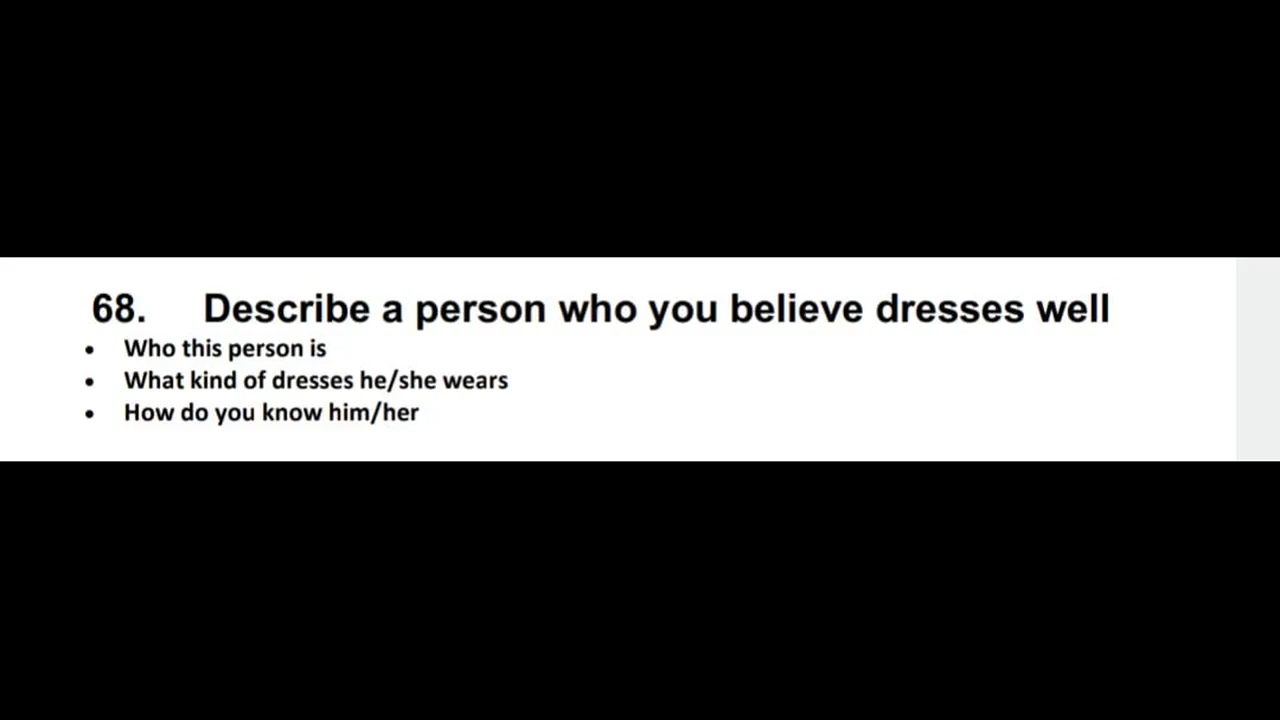 68. Describe a person who you believe dresses well
• Who this person is
• What kind of dresses he/she wears
• How do you know him/her